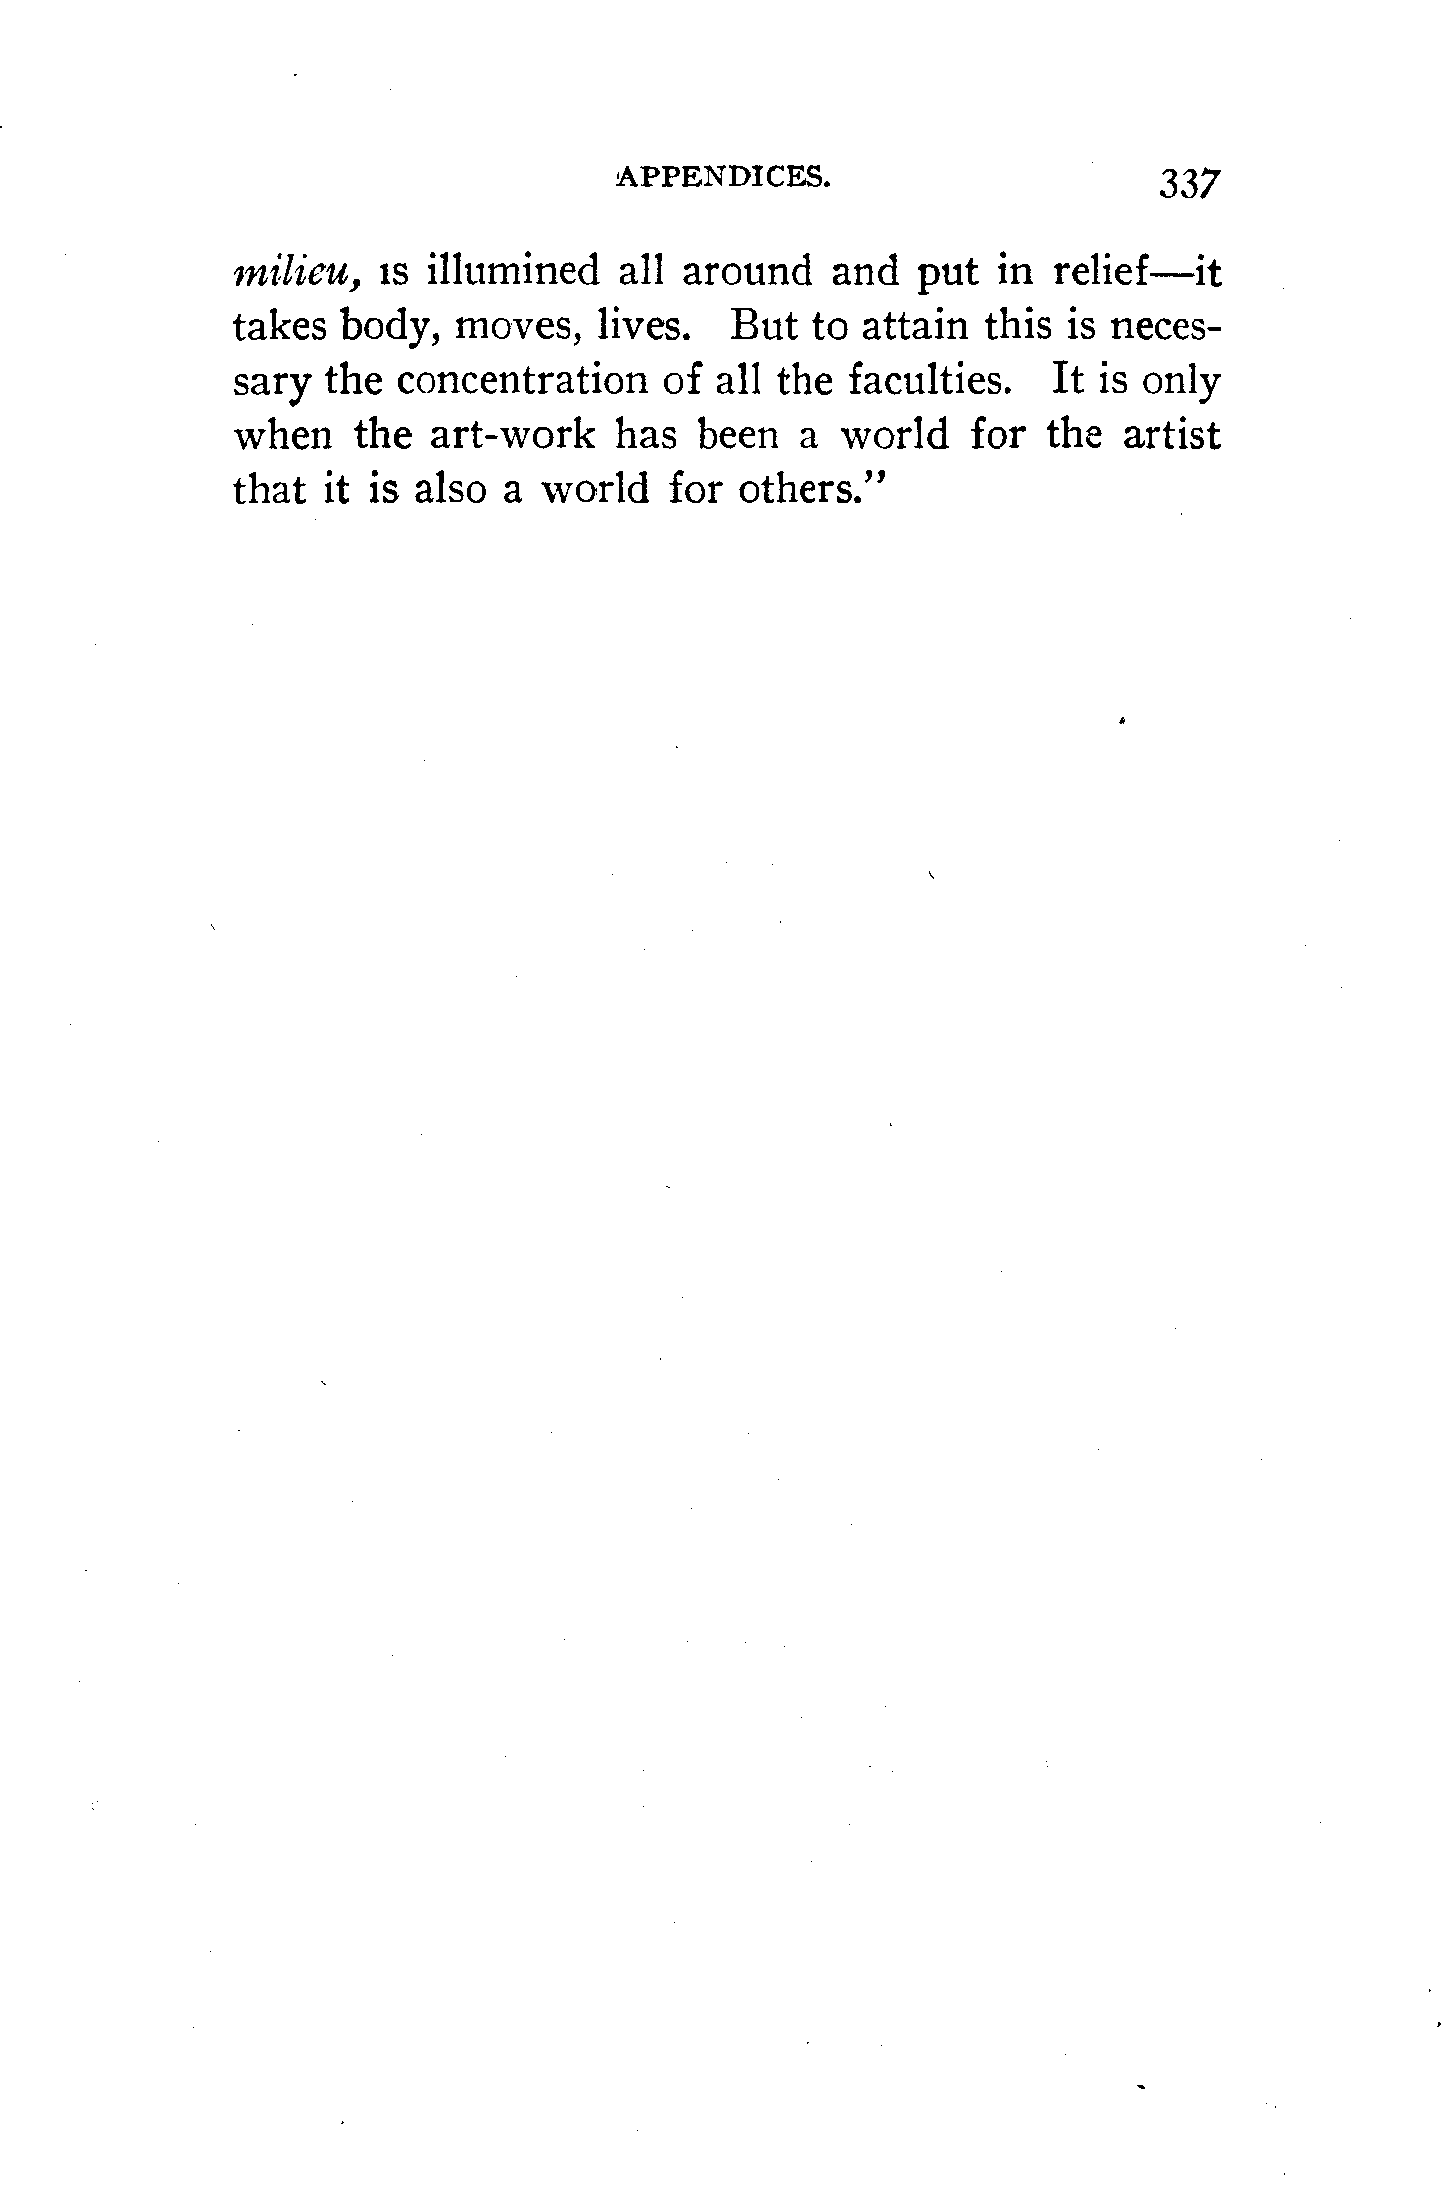 APPENDICES. 337
milieu, is illumined all around and put in relief—it
takes body, moves, lives. But to attain this is neces-
sary the concentration of all the faculties. It is only
when the art-work has been a world for the artist
that it is also a world for others."